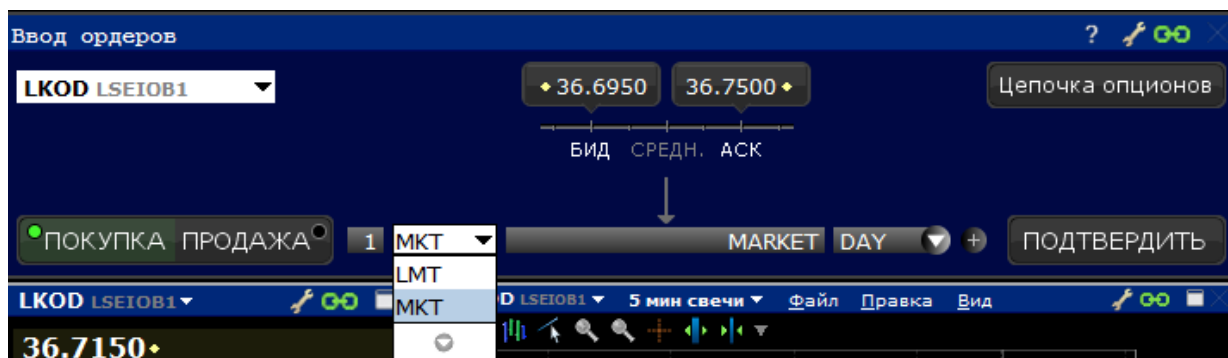 Ввод ордеров ?
LKOD LSEIOB1 36.6950 36.7500 Цепочка опционов
БИД СРЕДН. АСК
ПОКУПКА ПРОДАЖА 1 MKT MARKET DAY + ПОДТВЕРДИТЬ
LMT
LKOD LSEIOB1 MKT D LSEIOB1 5 мин свечи Файл Правка Вид
36.7150